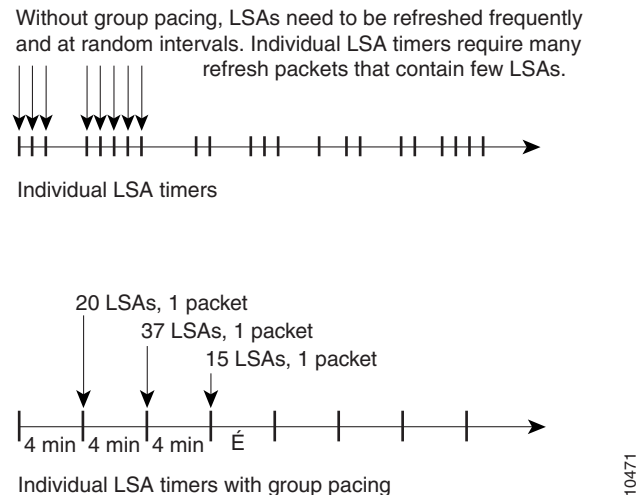 Without group pacing, LSAs need to be refreshed frequently
and at random intervals. Individual LSA timers require many
refresh packets that contain few LSAs.
Individual LSA timers
20 LSAs, 1 packet
37 LSAs, 1 packet
15 LSAs, 1 packet
4 min 4 min 4 min É
Individual LSA timers with group pacing
10471